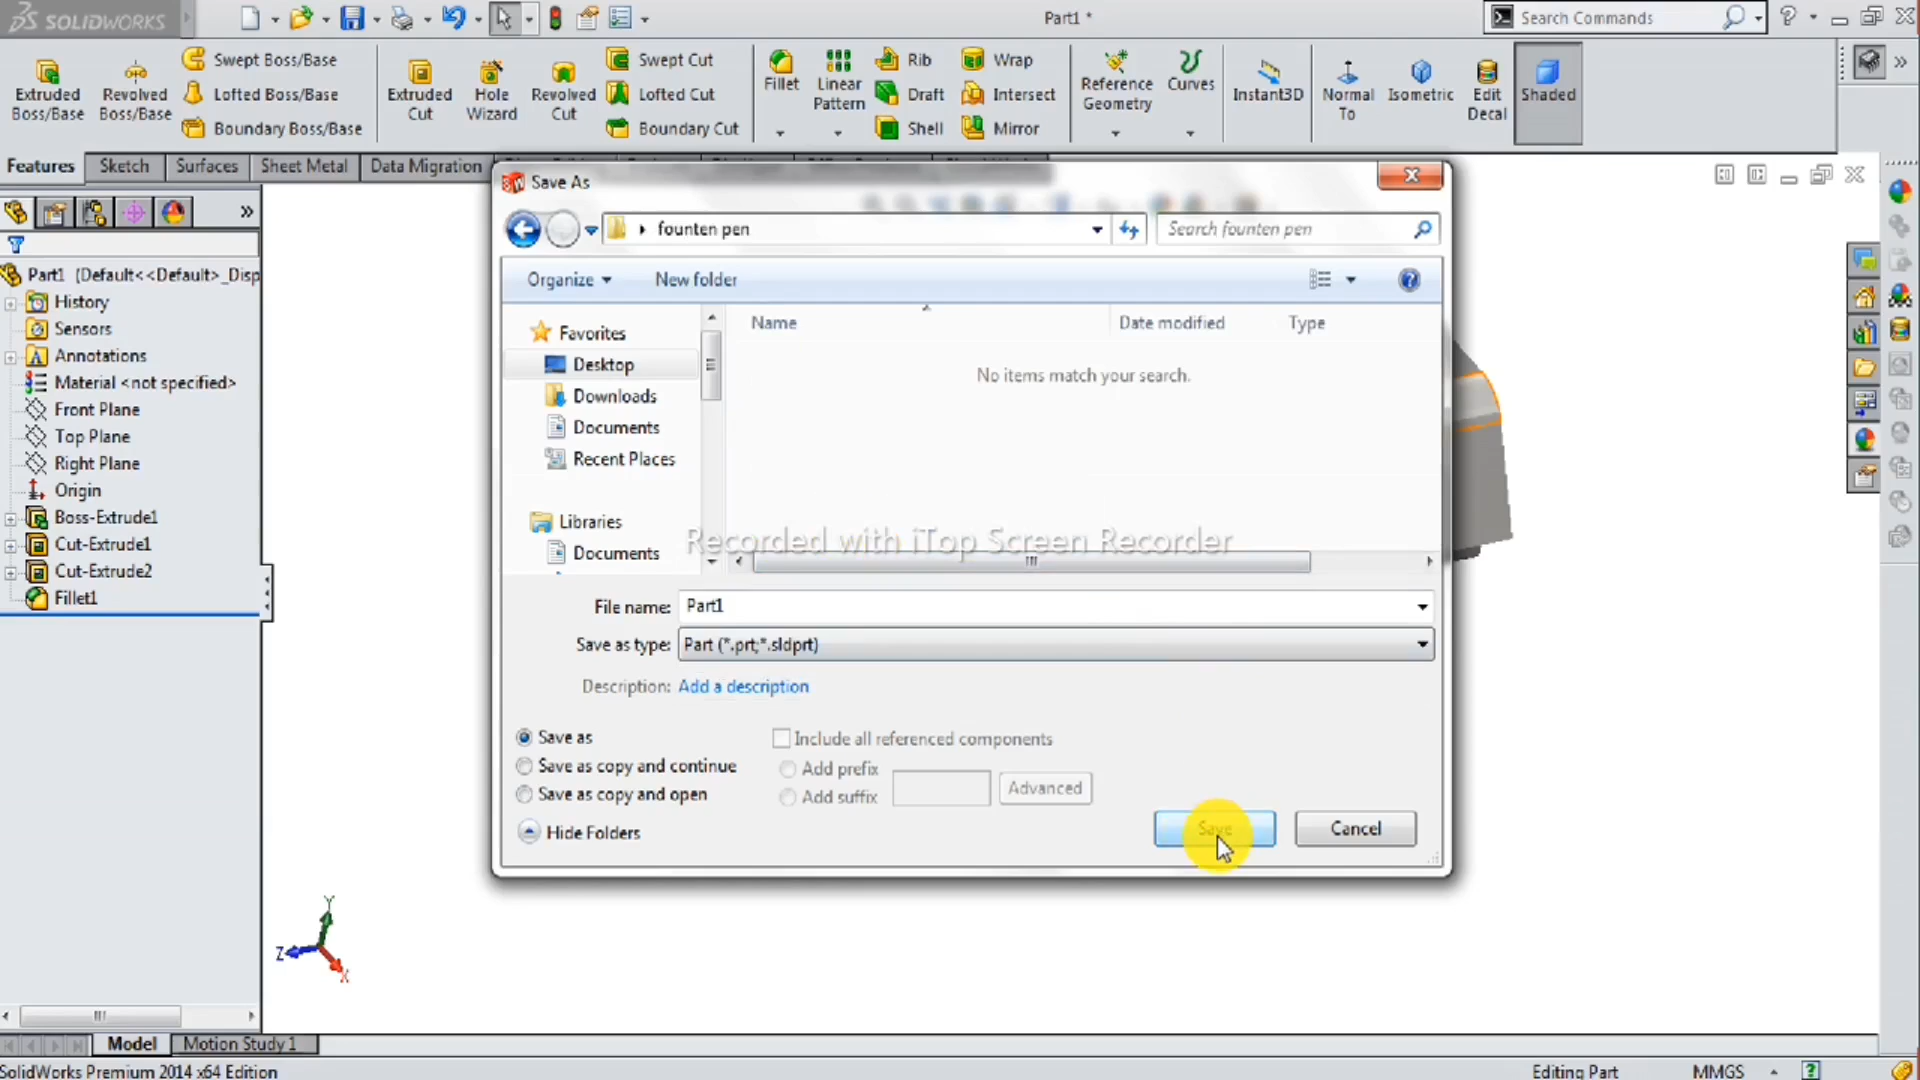 SOLIDWORKS
Part1 *
Search Commands
Extruded Boss/Base
Revolved Boss/Base
Swept Boss/Base
Lofted Boss/Base
Boundary Boss/Base
Extruded Cut
Hole Wizard
Revolved Cut
Swept Cut
Lofted Cut
Boundary Cut
Fillet
Linear Pattern
Rib
Draft
Shell
Wrap
Intersect
Mirror
Reference Geometry
Curves
Instant3D
Normal To
Isometric
Edit Decal
Shaded
Features
Sketch
Surfaces
Sheet Metal
Data Migration
Part1 (Default<<Default>_Disp
History
Sensors
Annotations
Material <not specified>
Front Plane
Top Plane
Right Plane
Origin
Boss-Extrude1
Cut-Extrude1
Cut-Extrude2
Fillet1
Save As
founten pen
Search founten pen
Organize
New folder
Favorites
Desktop
Downloads
Documents
Recent Places
Libraries
Documents
Name
Date modified
Type
No items match your search.
Recorded with iTop Screen Recorder
File name: Part1
Save as type: Part (*.prt;*.sldprt)
Description: Add a description
Save as
Save as copy and continue
Save as copy and open
Include all referenced components
Add prefix
Add suffix
Advanced
Hide Folders
Save
Cancel
Y
Z
X
Model
Motion Study 1
SolidWorks Premium 2014 x64 Edition
Editing Part
MMGS